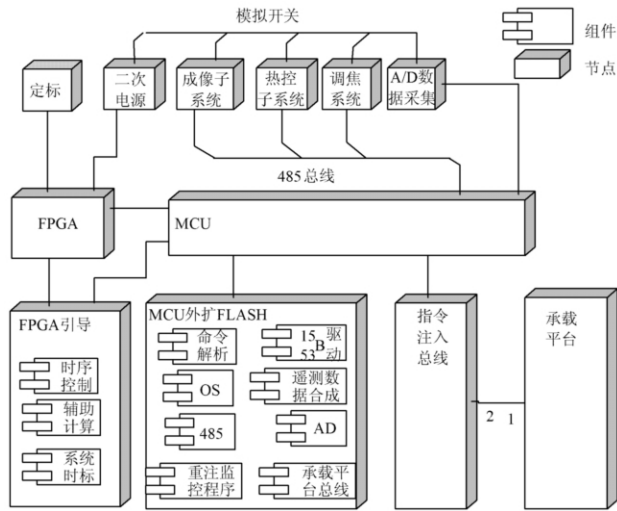 模拟开关
组件
节点
定标
二次
电源
成像子
系统
热控
子系统
调焦
系统
A/D数
据采集
485总线
FPGA
MCU
FPGA引导
时序
控制
辅助
计算
系统
时标
MCU外扩FLASH
命令
解析
15驱
B
53动
OS
遥测数
据合成
485
AD
重注监
控程序
承载平
台总线
指令
注入
总线
2 1
承载
平台